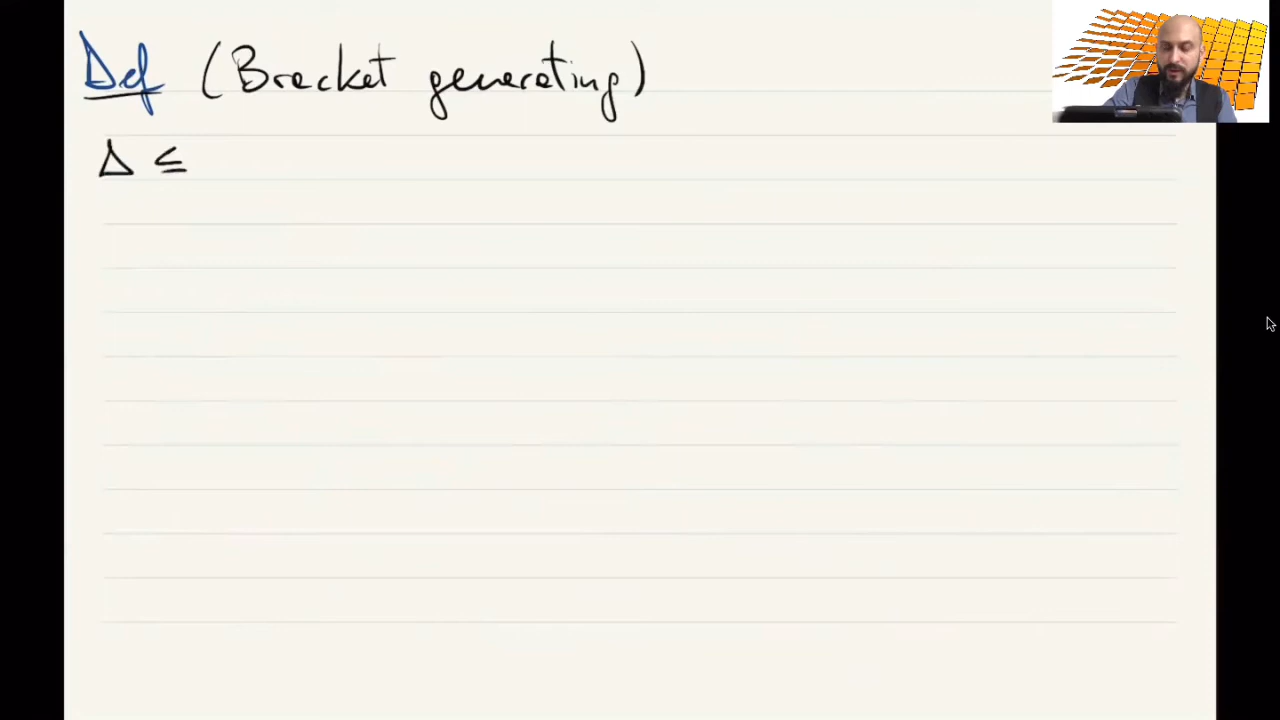 Def (Bracket generating)
Δ ≤